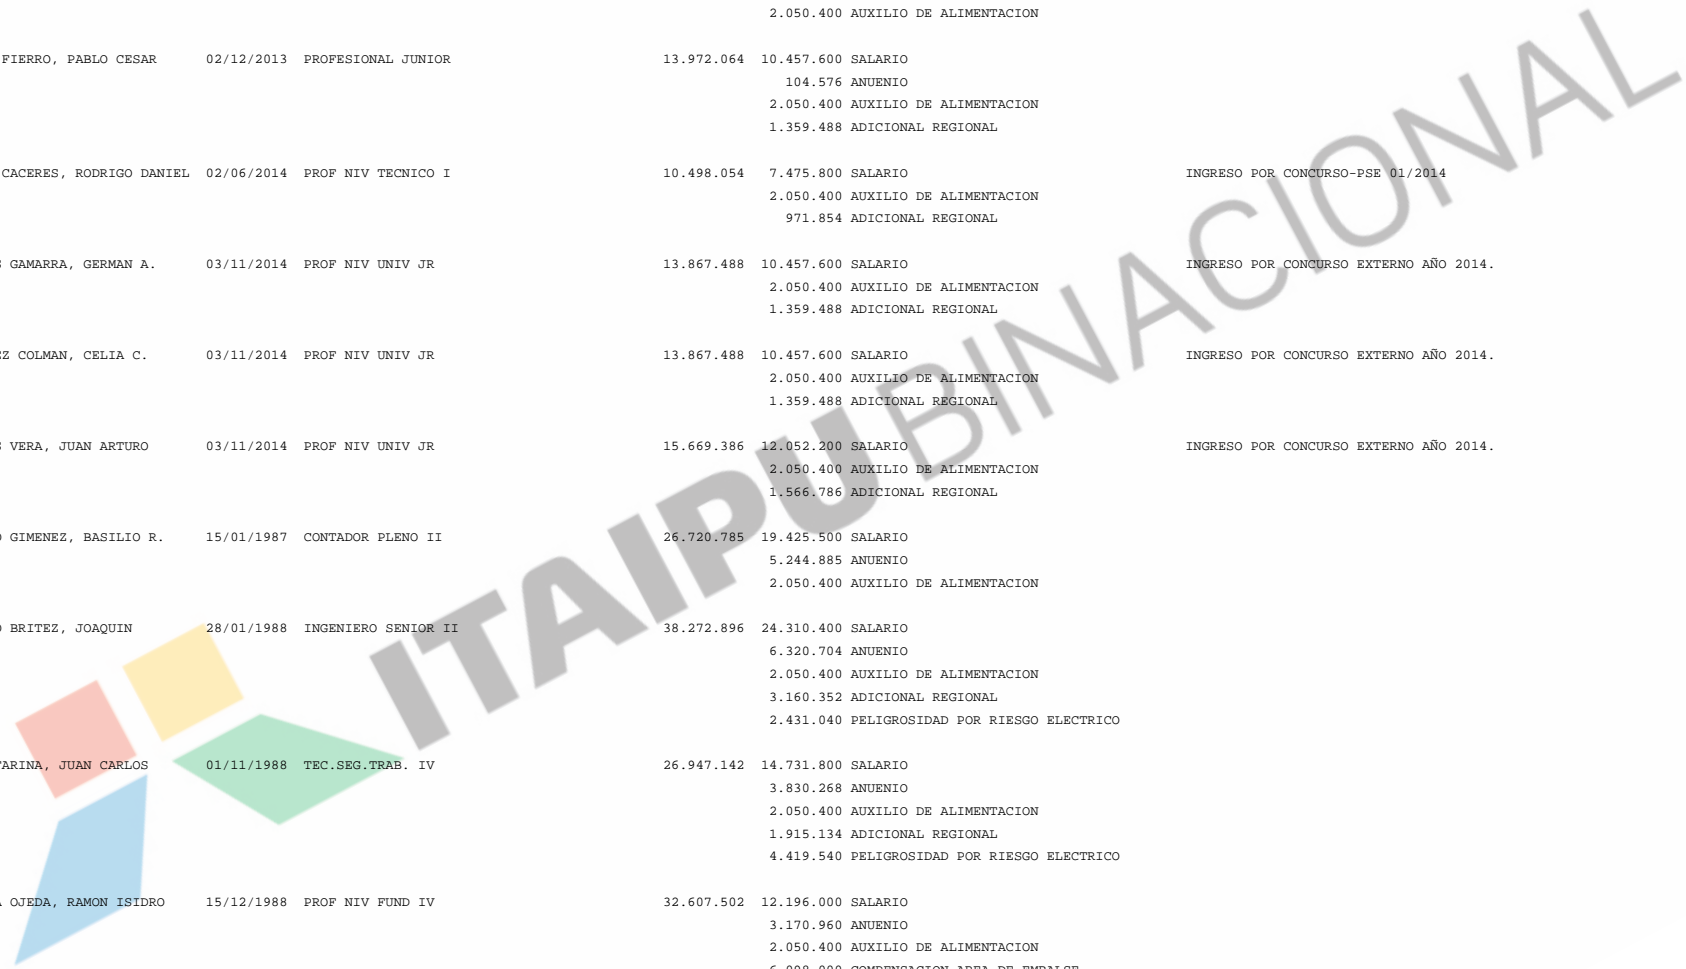 2.050.400 AUXILIO DE ALIMENTACION
FIERRO, PABLO CESAR 02/12/2013 PROFESIONAL JUNIOR 13.972.064 10.457.600 SALARIO
104.576 ANUENIO
2.050.400 AUXILIO DE ALIMENTACION
1.359.488 ADICIONAL REGIONAL
CACERES, RODRIGO DANIEL 02/06/2014 PROF NIV TECNICO I 10.498.054 7.475.800 SALARIO INGRESO POR CONCURSO-PSE 01/2014
2.050.400 AUXILIO DE ALIMENTACION
971.854 ADICIONAL REGIONAL
GAMARRA, GERMAN A. 03/11/2014 PROF NIV UNIV JR 13.867.488 10.457.600 SALARIO INGRESO POR CONCURSO EXTERNO AÑO 2014.
2.050.400 AUXILIO DE ALIMENTACION
1.359.488 ADICIONAL REGIONAL
EZ COLMAN, CELIA C. 03/11/2014 PROF NIV UNIV JR 13.867.488 10.457.600 SALARIO INGRESO POR CONCURSO EXTERNO AÑO 2014.
2.050.400 AUXILIO DE ALIMENTACION
1.359.488 ADICIONAL REGIONAL
VERA, JUAN ARTURO 03/11/2014 PROF NIV UNIV JR 15.669.386 12.052.200 SALARIO INGRESO POR CONCURSO EXTERNO AÑO 2014.
2.050.400 AUXILIO DE ALIMENTACION
1.566.786 ADICIONAL REGIONAL
GIMENEZ, BASILIO R. 15/01/1987 CONTADOR PLENO II 26.720.785 19.425.500 SALARIO
5.244.885 ANUENIO
2.050.400 AUXILIO DE ALIMENTACION
BRITEZ, JOAQUIN 28/01/1988 INGENIERO SENIOR II 38.272.896 24.310.400 SALARIO
6.320.704 ANUENIO
2.050.400 AUXILIO DE ALIMENTACION
3.160.352 ADICIONAL REGIONAL
2.431.040 PELIGROSIDAD POR RIESGO ELECTRICO
TARINA, JUAN CARLOS 01/11/1988 TEC.SEG.TRAB. IV 26.947.142 14.731.800 SALARIO
3.830.268 ANUENIO
2.050.400 AUXILIO DE ALIMENTACION
1.915.134 ADICIONAL REGIONAL
4.419.540 PELIGROSIDAD POR RIESGO ELECTRICO
OJEDA, RAMON ISIDRO 15/12/1988 PROF NIV FUND IV 32.607.502 12.196.000 SALARIO
3.170.960 ANUENIO
2.050.400 AUXILIO DE ALIMENTACION
6.098.000 COMPENSACION AREA DE EMBALSE
ITAIPU BINACIONAL